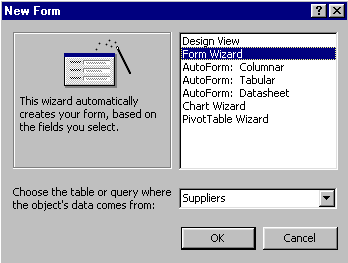 New Form
This wizard automatically
creates your form, based on
the fields you select.
Design View
Form Wizard
AutoForm: Columnar
AutoForm: Tabular
AutoForm: Datasheet
Chart Wizard
PivotTable Wizard
Choose the table or query where
the object's data comes from:
Suppliers
OK
Cancel